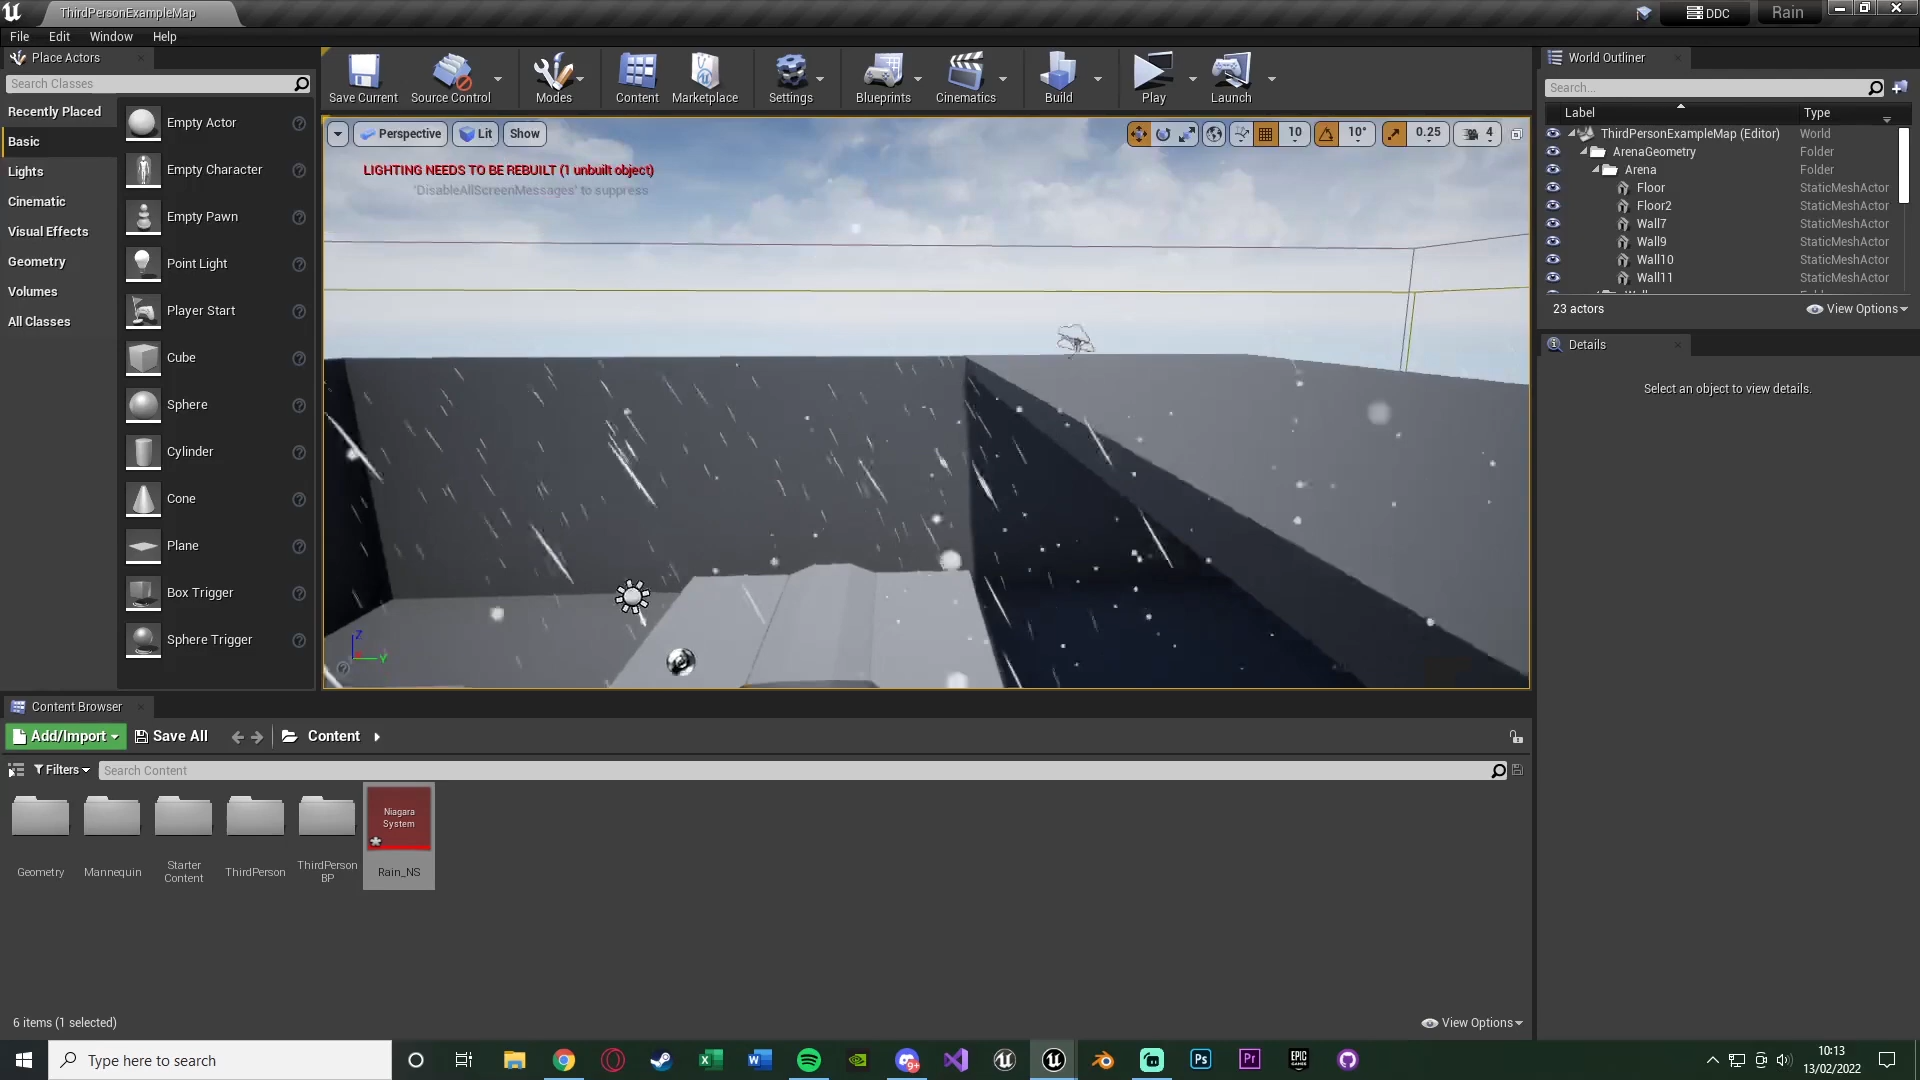 ThirdPersonExampleMap
DDC
Rain
File Edit Window Help
Place Actors
Search Classes
Recently Placed
Basic
Lights
Cinematic
Visual Effects
Geometry
Volumes
All Classes
Empty Actor
Empty Character
Empty Pawn
Point Light
Player Start
Cube
Sphere
Cylinder
Cone
Plane
Box Trigger
Sphere Trigger
Save Current
Source Control
Modes
Content
Marketplace
Settings
Blueprints
Cinematics
Build
Play
Launch
Perspective
Lit
Show
10
10°
0.25
4
LIGHTING NEEDS TO BE REBUILT (1 unbuilt object)
'DisableAllScreenMessages' to suppress
Z
Y
World Outliner
Search...
Label Type
ThirdPersonExampleMap (Editor) World
ArenaGeometry Folder
Arena Folder
Floor StaticMeshActor
Floor2 StaticMeshActor
Wall7 StaticMeshActor
Wall9 StaticMeshActor
Wall10 StaticMeshActor
Wall11 StaticMeshActor
23 actors
View Options
Details
Select an object to view details.
Content Browser
Add/Import
Save All
Content
Filters
Search Content
Geometry
Mannequin
Starter
Content
ThirdPerson
ThirdPerson
BP
Niagara
System
Rain_NS
6 items (1 selected)
View Options
Type here to search
9+
Ps
Pr
EPIC
GAMES
10:13
13/02/2022